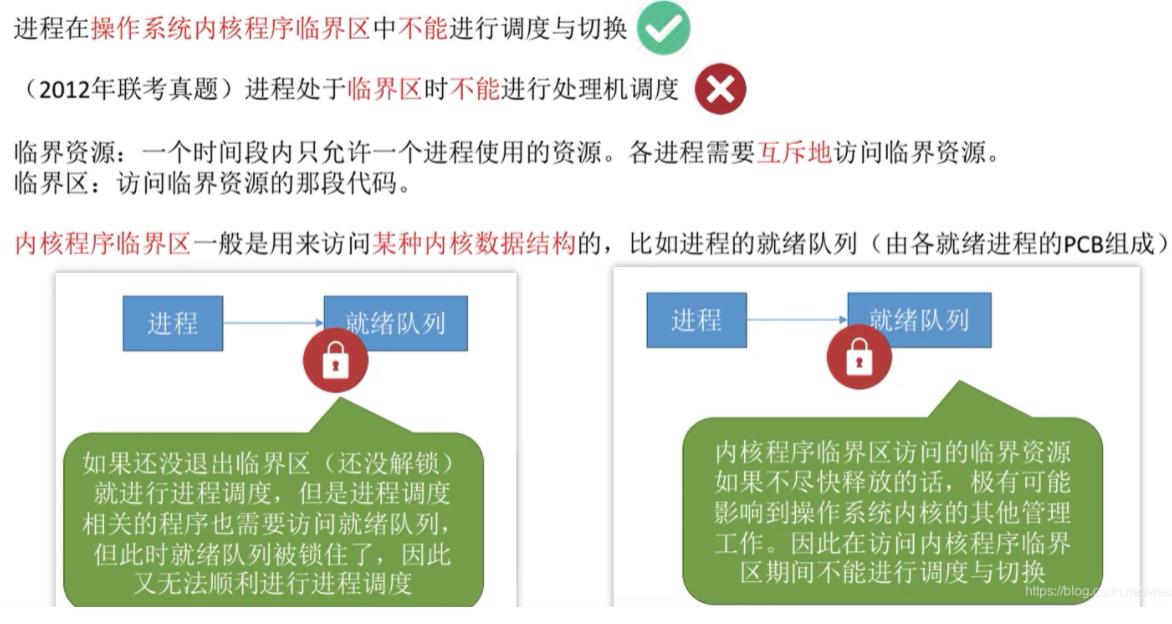 进程在操作系统内核程序临界区中不能进行调度与切换
（2012年联考真题）进程处于临界区时不能进行处理机调度
临界资源：一个时间段内只允许一个进程使用的资源。各进程需要互斥地访问临界资源。
临界区：访问临界资源的那段代码。
内核程序临界区一般是用来访问某种内核数据结构的，比如进程的就绪队列（由各就绪进程的PCB组成）
进程
就绪队列
如果还没退出临界区（还没解锁）
就进行进程调度，但是进程调度
相关的程序也需要访问就绪队列，
但此时就绪队列被锁住了，因此
又无法顺利进行进程调度
进程
就绪队列
内核程序临界区访问的临界资源
如果不尽快释放的话，极有可能
影响到操作系统内核的其他管理
工作。因此在访问内核程序临界
区期间不能进行调度与切换